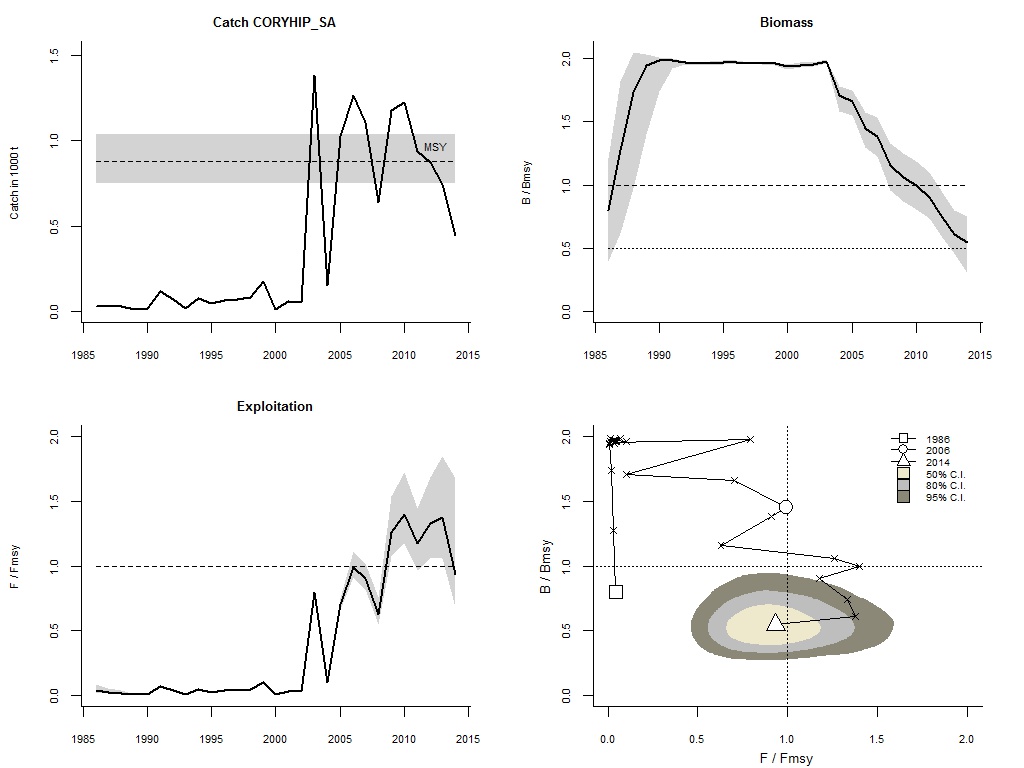 Catch CORYHIP_SA
Catch in 1000 t
1.5
1.0
0.5
0.0
MSY
1985 1990 1995 2000 2005 2010 2015
Biomass
B / Bmsy
2.0
1.5
1.0
0.5
0.0
1985 1990 1995 2000 2005 2010 2015
Exploitation
F / Fmsy
2.0
1.5
1.0
0.5
0.0
1985 1990 1995 2000 2005 2010 2015
B / Bmsy
2.0
1.5
1.0
0.5
0.0
1986
2006
2014
50% C.I.
80% C.I.
95% C.I.
0.0 0.5 1.0 1.5 2.0
F / Fmsy